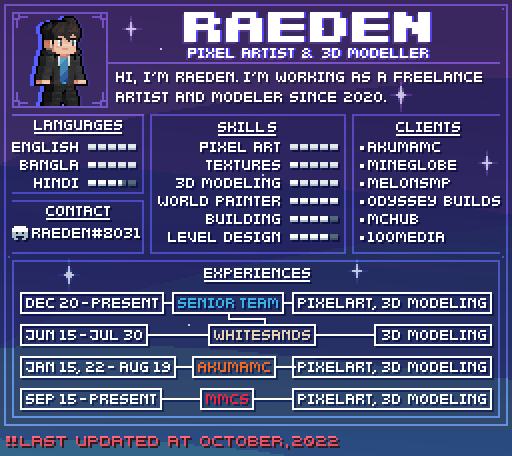 RAEDEN
PIXEL ARTIST & 3D MODELLER
HI, I'M RAEDEN. I'M WORKING AS A FREELANCE
ARTIST AND MODELER SINCE 2020.
LANGUAGES
ENGLISH
BANGLA
HINDI
CONTACT
RAEDEN#8031
SKILLS
PIXEL ART
TEXTURES
3D MODELING
WORLD PAINTER
BUILDING
LEVEL DESIGN
CLIENTS
•AKUMAMC
•MINEGLOBE
•MELONSMP
•ODYSSEY BUILDS
•MCHUB
•100MEDIA
EXPERIENCES
DEC 20-PRESENT SENIOR TEAM PIXELART, 3D MODELING
JUN 15-JUL 30 WHITESANDS 3D MODELING
JAN 15, 22-AUG 19 AKUMAMC PIXELART, 3D MODELING
SEP 15-PRESENT MMCS PIXELART, 3D MODELING
!!LAST UPDATED AT OCTOBER,2022